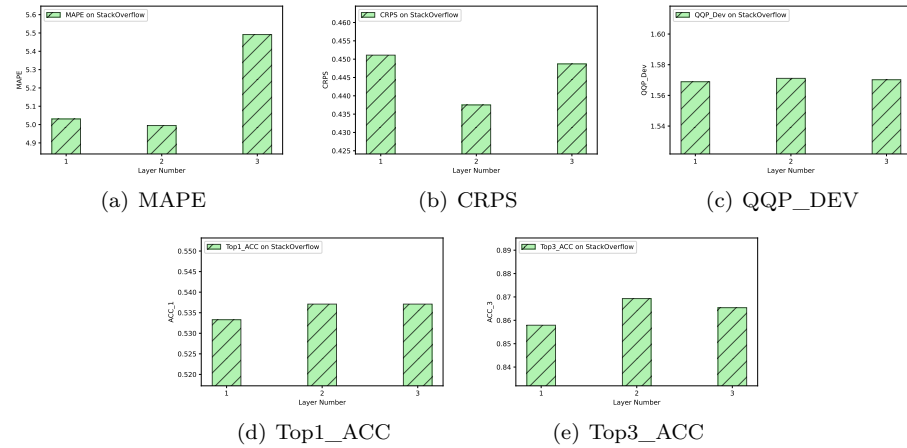 MAPE on StackOverflow
5.6
5.5
5.4
5.3
5.2
5.1
5.0
4.9
MAPE
1 2 3
Layer Number
(a) MAPE
CRPS on StackOverflow
0.460
0.455
0.450
0.445
0.440
0.435
0.430
0.425
CRPS
1 2 3
Layer Number
(b) CRPS
QQP_Dev on StackOverflow
1.60
1.58
1.56
1.54
QQP_Dev
1 2 3
Layer Number
(c) QQP_DEV
Top1_ACC on StackOverflow
0.550
0.545
0.540
0.535
0.530
0.525
0.520
ACC_1
1 2 3
Layer Number
(d) Top1_ACC
Top3_ACC on StackOverflow
0.89
0.88
0.87
0.86
0.85
0.84
ACC_3
1 2 3
Layer Number
(e) Top3_ACC